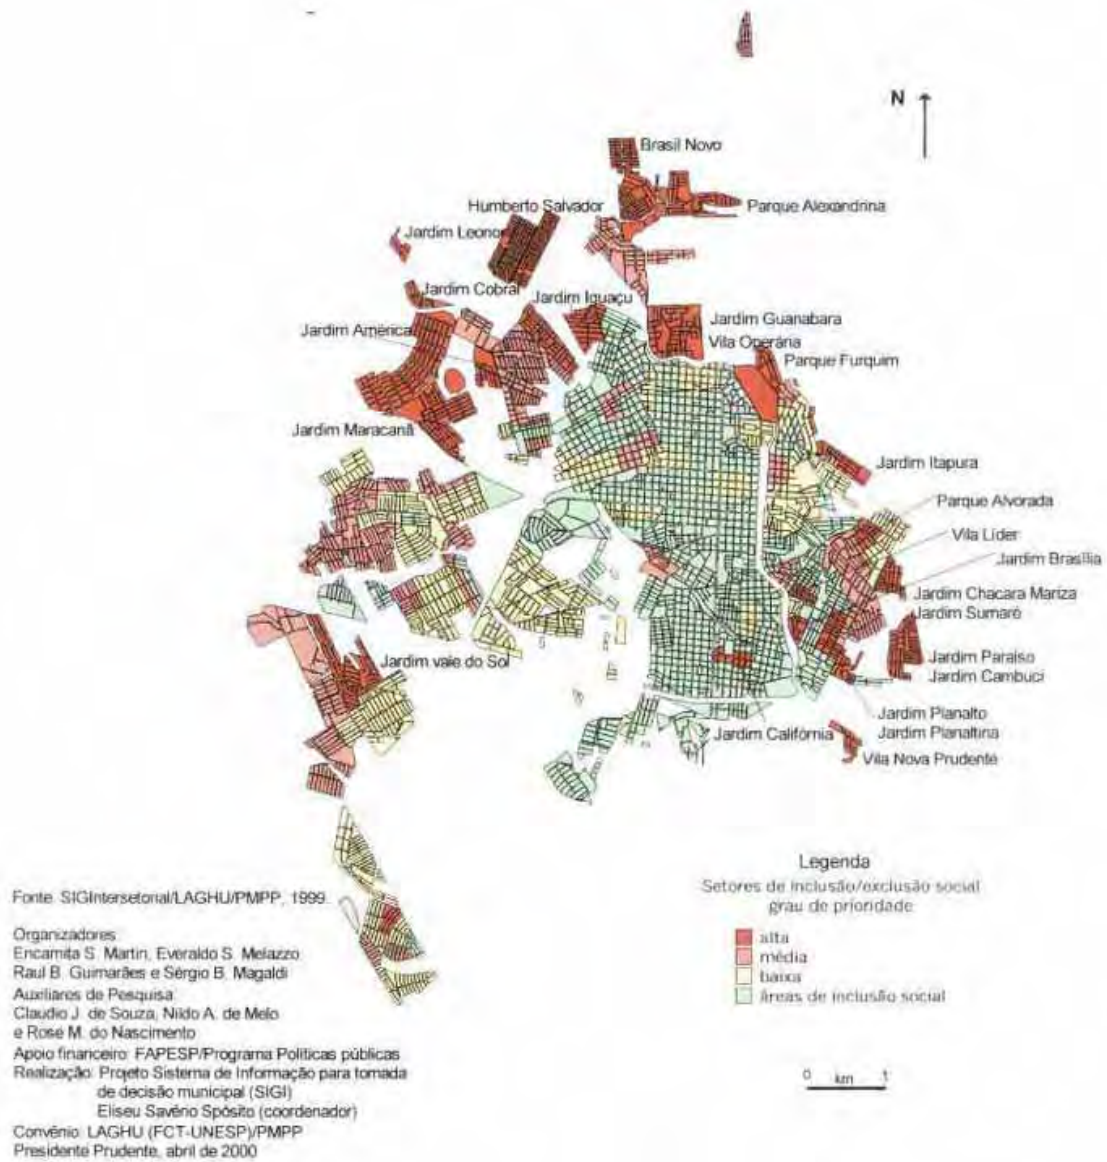 N
Brasil Novo
Humberto Salvador
Parque Alexandrina
Jardim Leonor
Jardim Cobral
Jardim Iguaçu
Jardim América
Jardim Guanabara
Vila Operária
Parque Furquim
Jardim Maracanã
Jardim Itapura
Parque Alvorada
Vila Líder
Jardim Brasília
Jardim Chacara Mariza
Jardim Sumaré
Jardim vale do Sol
Jardim Paraíso
Jardim Cambuci
Jardim Planalto
Jardim Califórnia
Jardim Planaltina
Vila Nova Prudente
Legenda
Setores de inclusão/exclusão social
grau de prioridade
alta
média
baixa
áreas de inclusão social
0 km 1
Fonte: SIGIntersetorial/LAGHU/PMPP, 1999.
Organizadores:
Encarnita S. Martin, Everaldo S. Melazzo
Raul B. Guimarães e Sérgio B. Magaldi
Auxiliares de Pesquisa:
Claudio J. de Souza, Nildo A. de Melo
e Rose M. do Nascimento
Apoio financeiro: FAPESP/Programa Políticas públicas
Realização: Projeto Sistema de Informação para tomada
de decisão municipal (SIGI)
Eliseu Savério Spósito (coordenador)
Convênio: LAGHU (FCT-UNESP)/PMPP
Presidente Prudente, abril de 2000